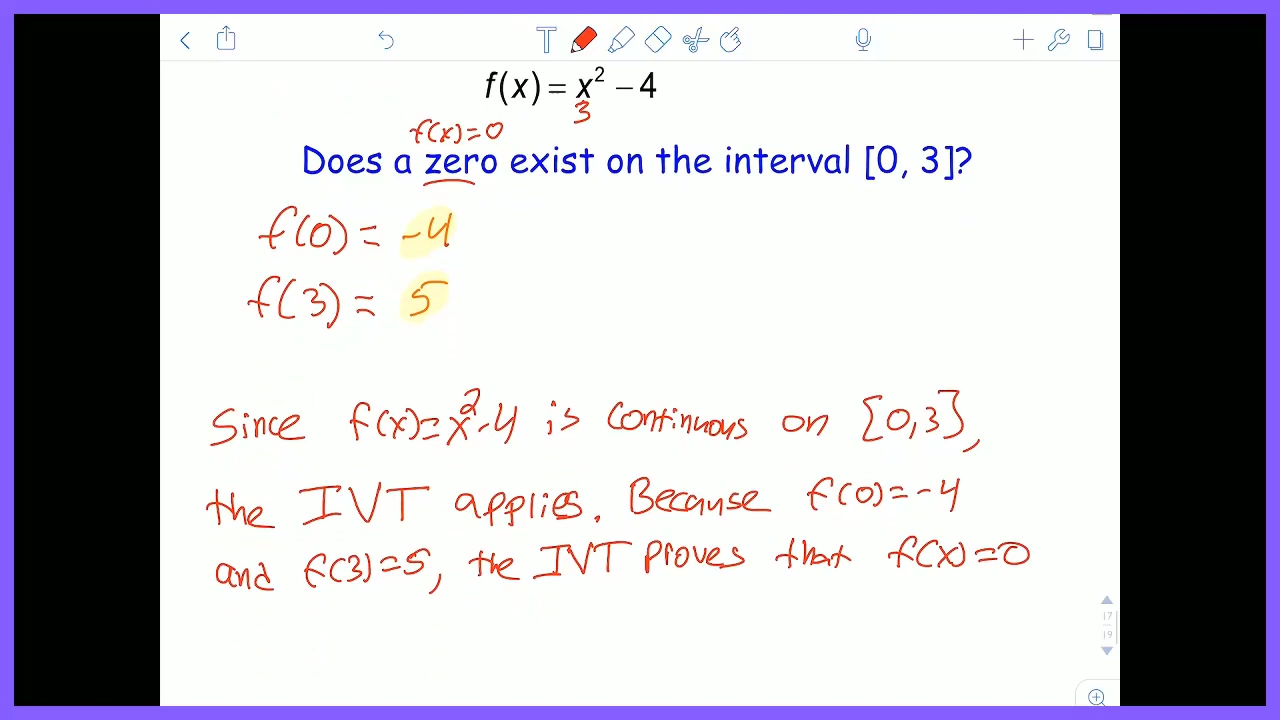 f(x) = x² − 4
3
f(x)=0
Does a zero exist on the interval [0, 3]?
f(0) = -4
f(3) = 5
Since f(x)=x²-4 is continuous on [0,3],
the IVT applies. Because f(0)=-4
and f(3)=5, the IVT proves that f(x)=0
17
19